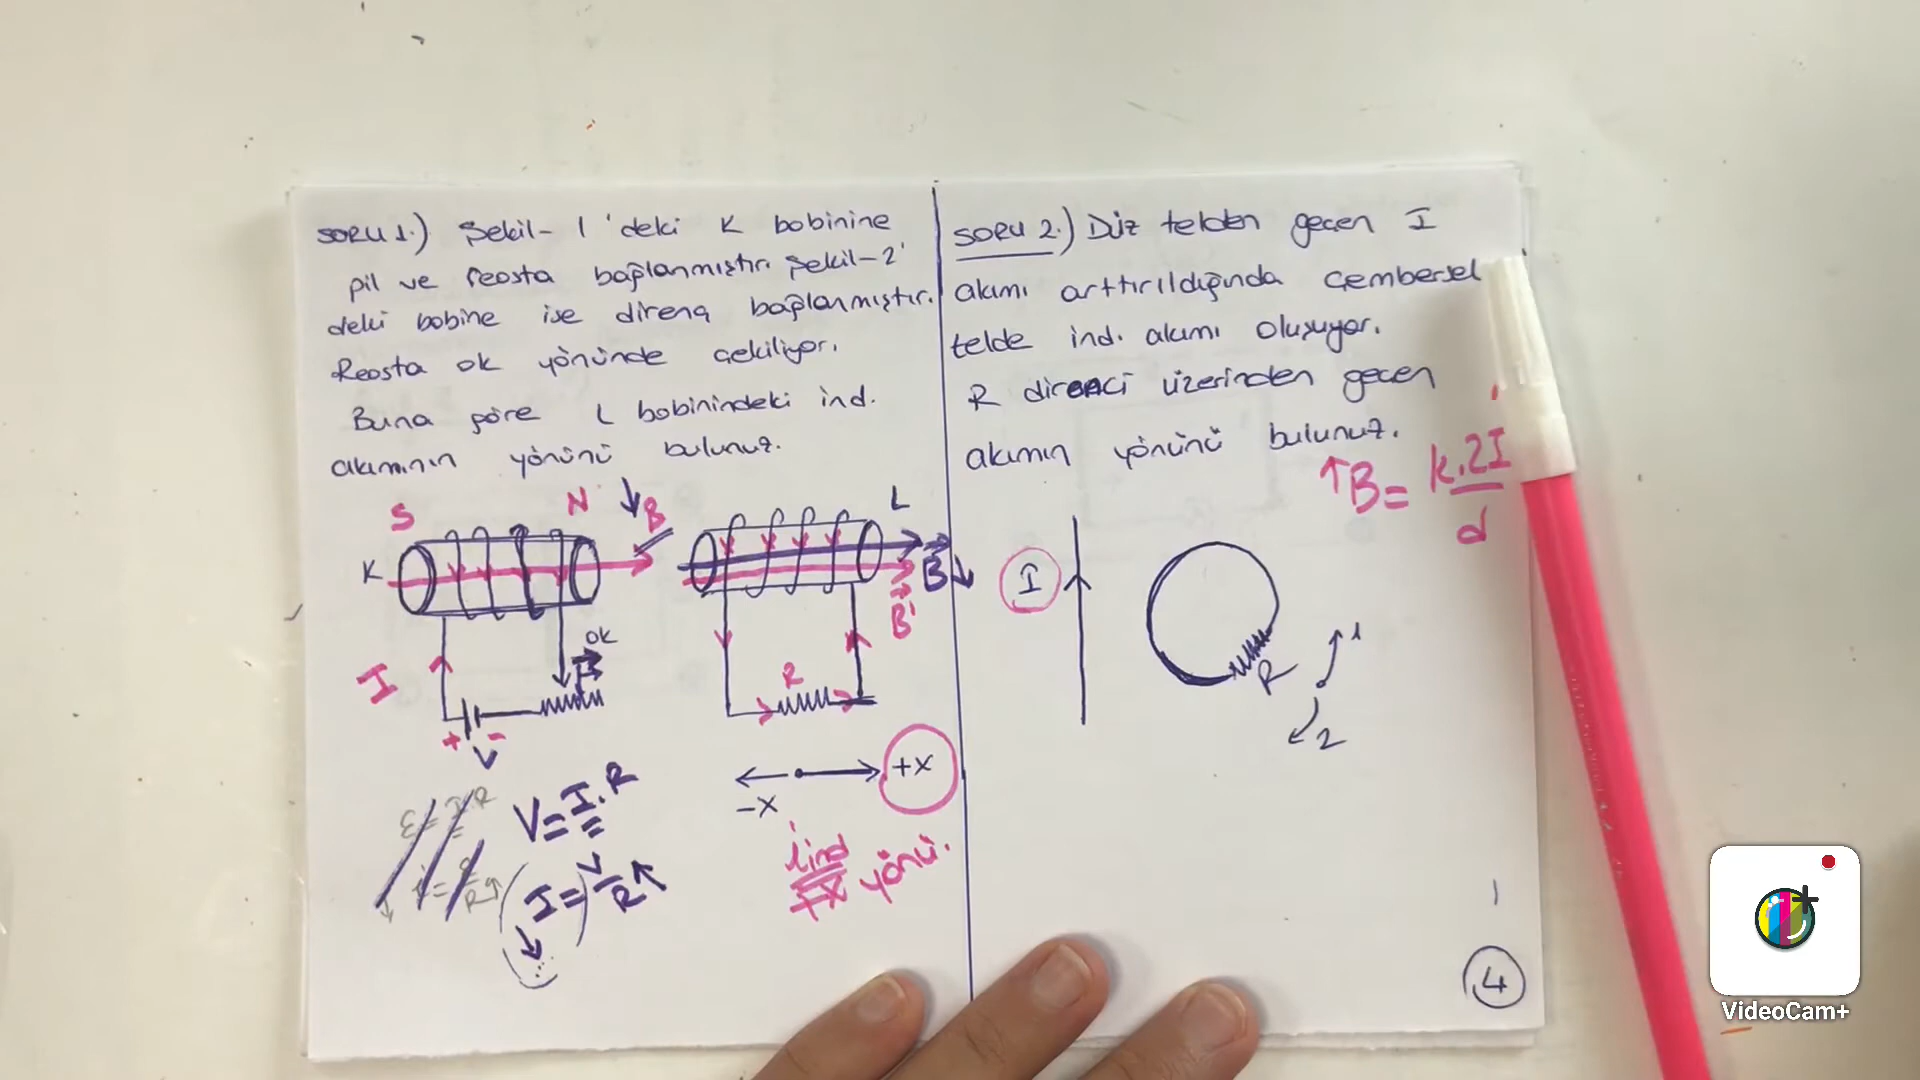 SORU 1.) Şekil-1'deki K bobinine
pil ve reosta bağlanmıştır. Şekil-2'
deki bobine ise direnç bağlanmıştır.
Reosta ok yönünde çekiliyor.
Buna göre L bobinindeki ind.
akımının yönünü bulunuz.
S
N
B
K
L
B
B'
I
ok
R
+ -
V
-X
+X
V=I.R
I=V/R
iind
+X yönü.
SORU 2.) Düz telden geçen I
akımı arttırıldığında çembersel
telde ind. akımı oluşuyor.
R direnci üzerinden geçen
akımın yönünü bulunuz.
B=k.2I/d
I
R
1
2
4
VideoCam+